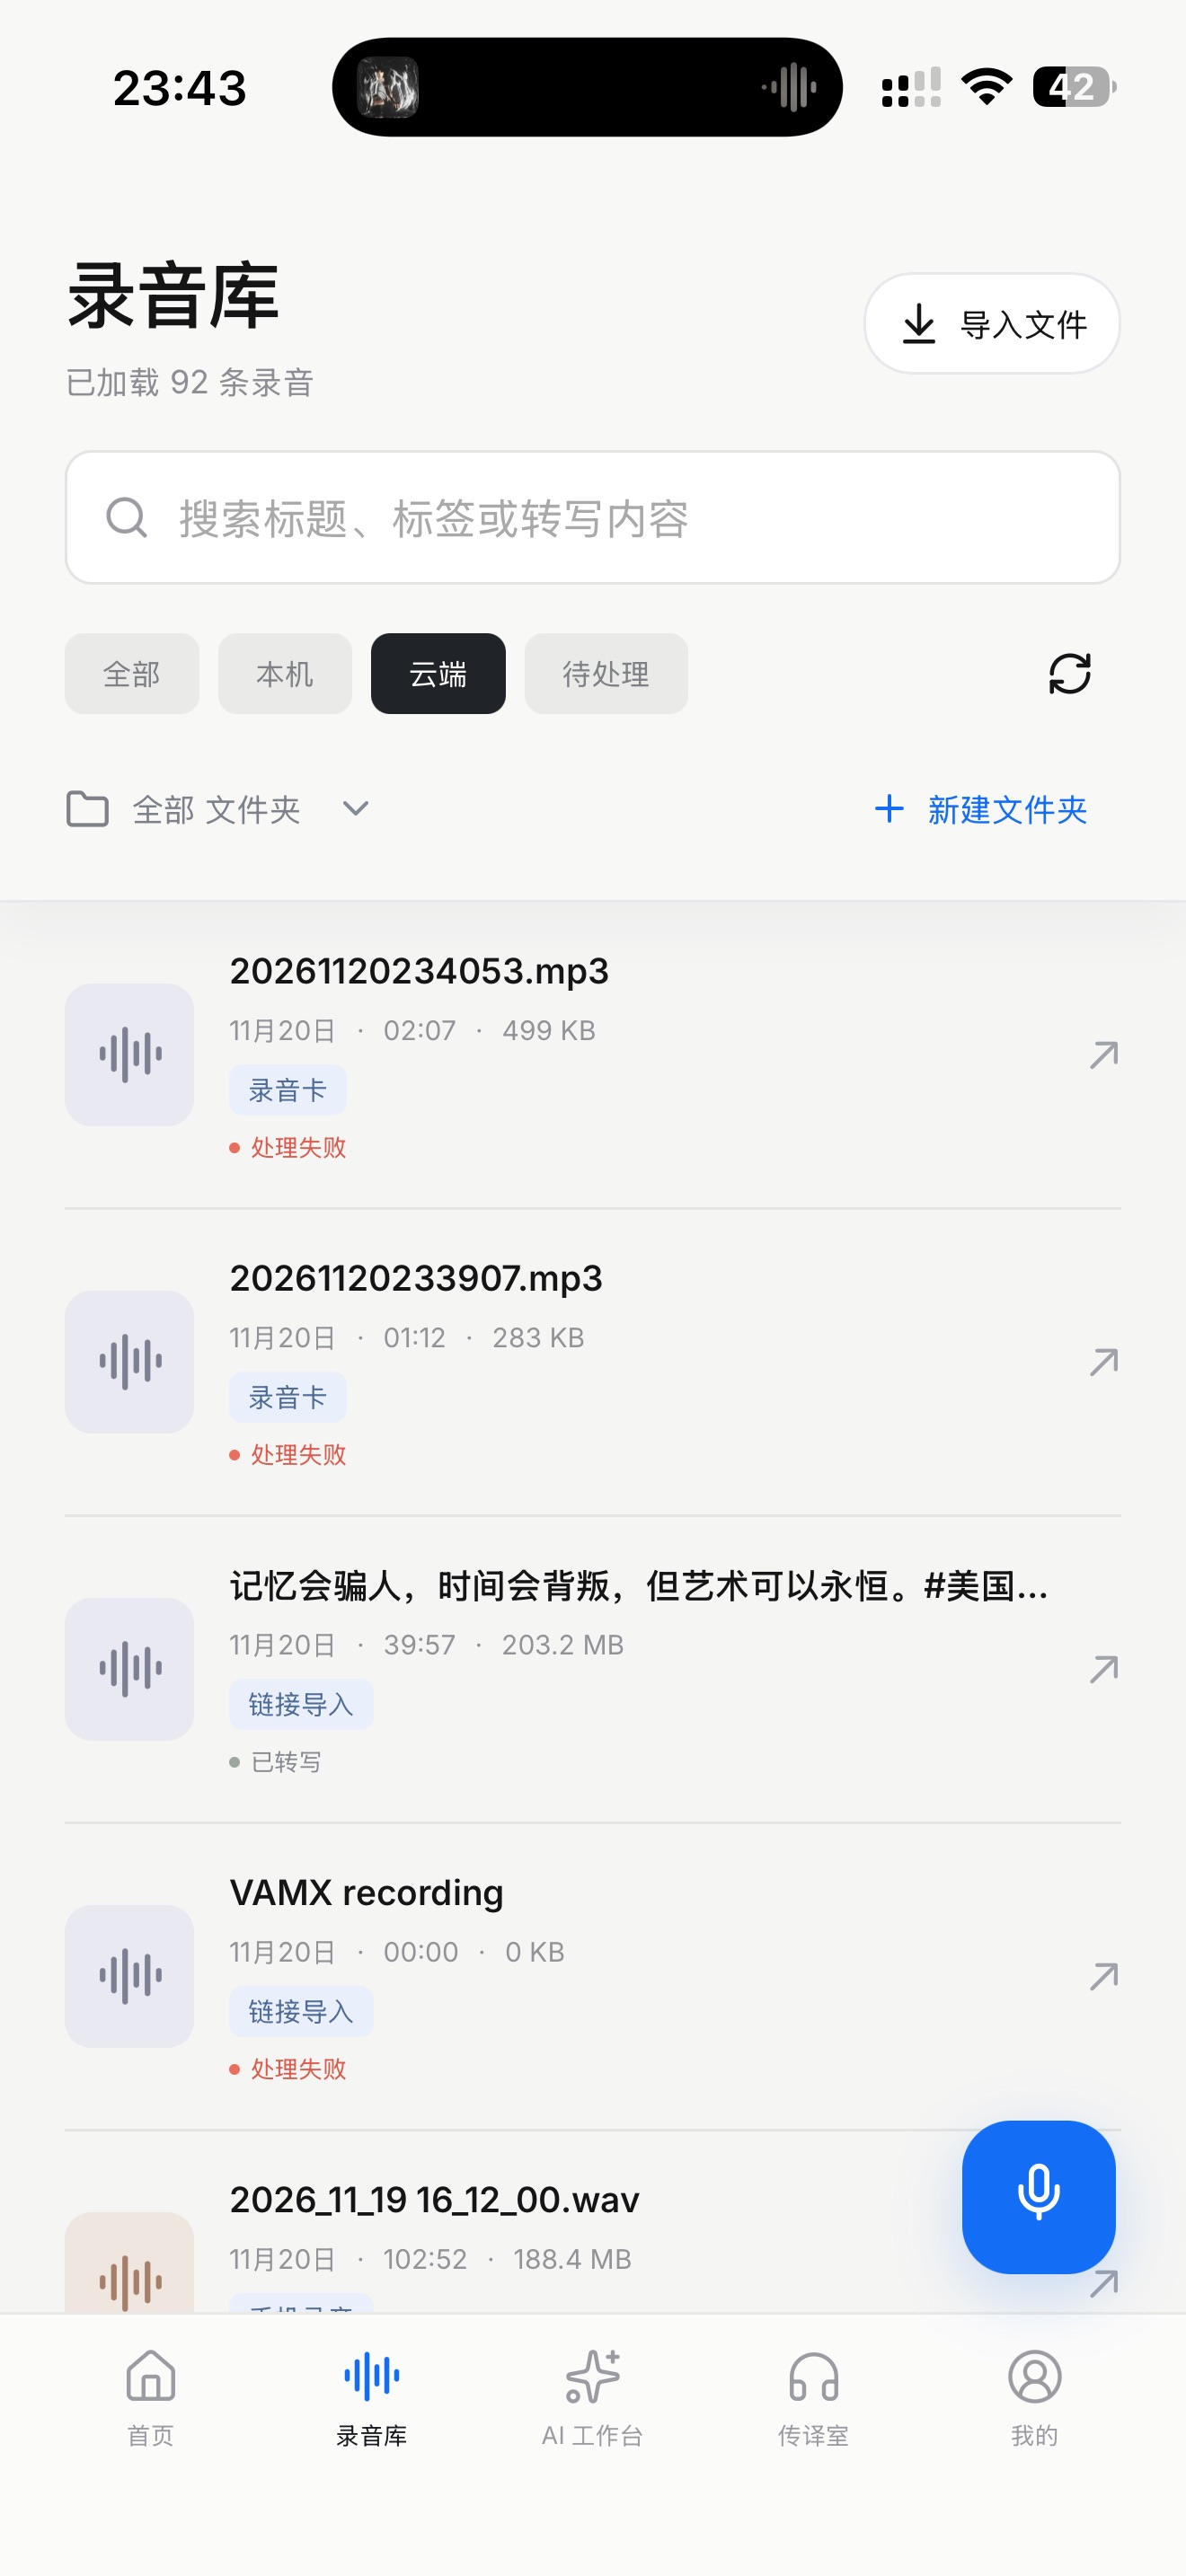 23:43
42
录音库
已加载 92 条录音
导入文件
搜索标题、标签或转写内容
全部 本机 云端 待处理
全部 文件夹
新建文件夹
20261120234053.mp3
11月20日 · 02:07 · 499 KB
录音卡
处理失败
20261120233907.mp3
11月20日 · 01:12 · 283 KB
录音卡
处理失败
记忆会骗人，时间会背叛，但艺术可以永恒。#美国...
11月20日 · 39:57 · 203.2 MB
链接导入
已转写
VAMX recording
11月20日 · 00:00 · 0 KB
链接导入
处理失败
2026_11_19 16_12_00.wav
11月20日 · 102:52 · 188.4 MB
首页 录音库 AI 工作台 传译室 我的